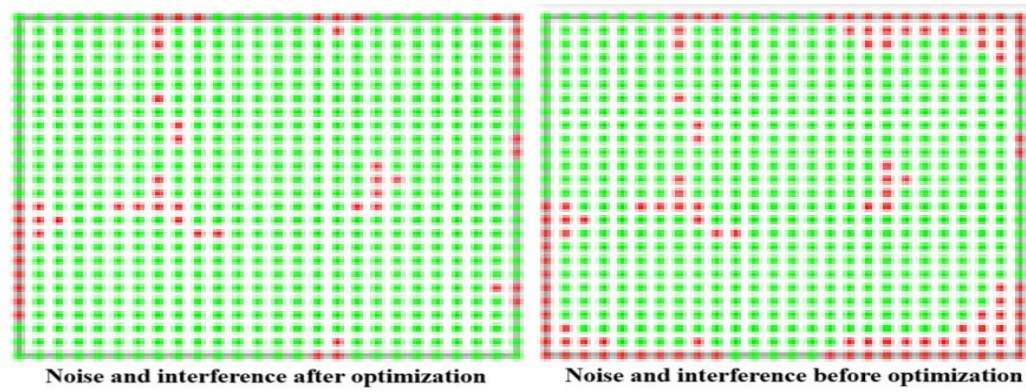 Noise and interference after optimization
Noise and interference before optimization